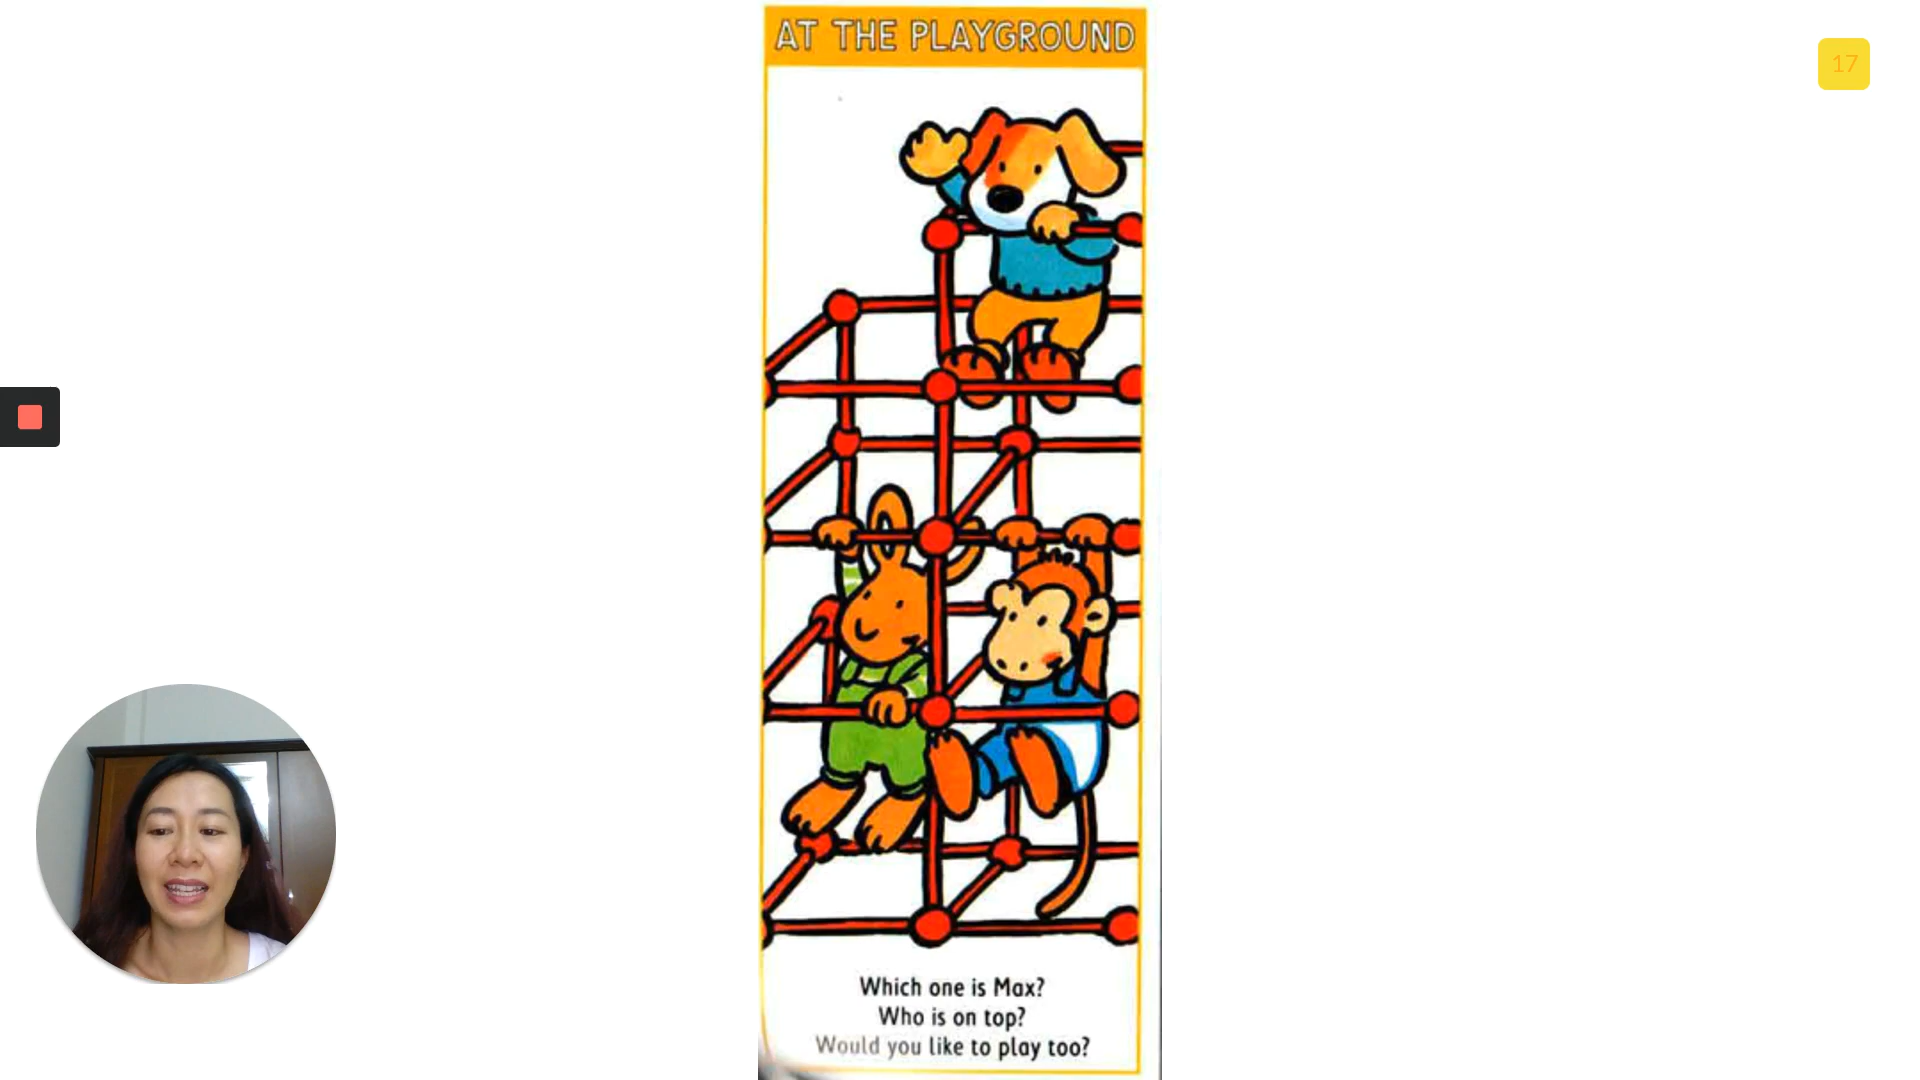 AT THE PLAYGROUND
17
Which one is Max?
Who is on top?
Would you like to play too?